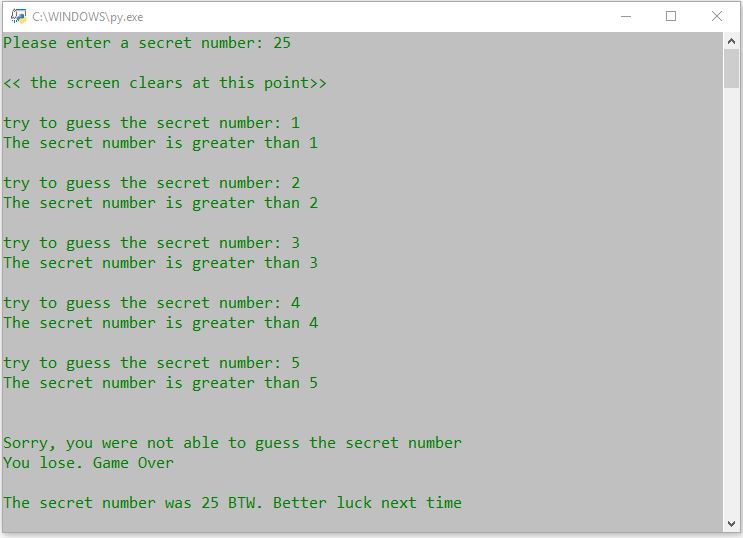 C:\WINDOWS\py.exe
Please enter a secret number: 25
<< the screen clears at this point>>
try to guess the secret number: 1
The secret number is greater than 1
try to guess the secret number: 2
The secret number is greater than 2
try to guess the secret number: 3
The secret number is greater than 3
try to guess the secret number: 4
The secret number is greater than 4
try to guess the secret number: 5
The secret number is greater than 5
Sorry, you were not able to guess the secret number
You lose. Game Over
The secret number was 25 BTW. Better luck next time